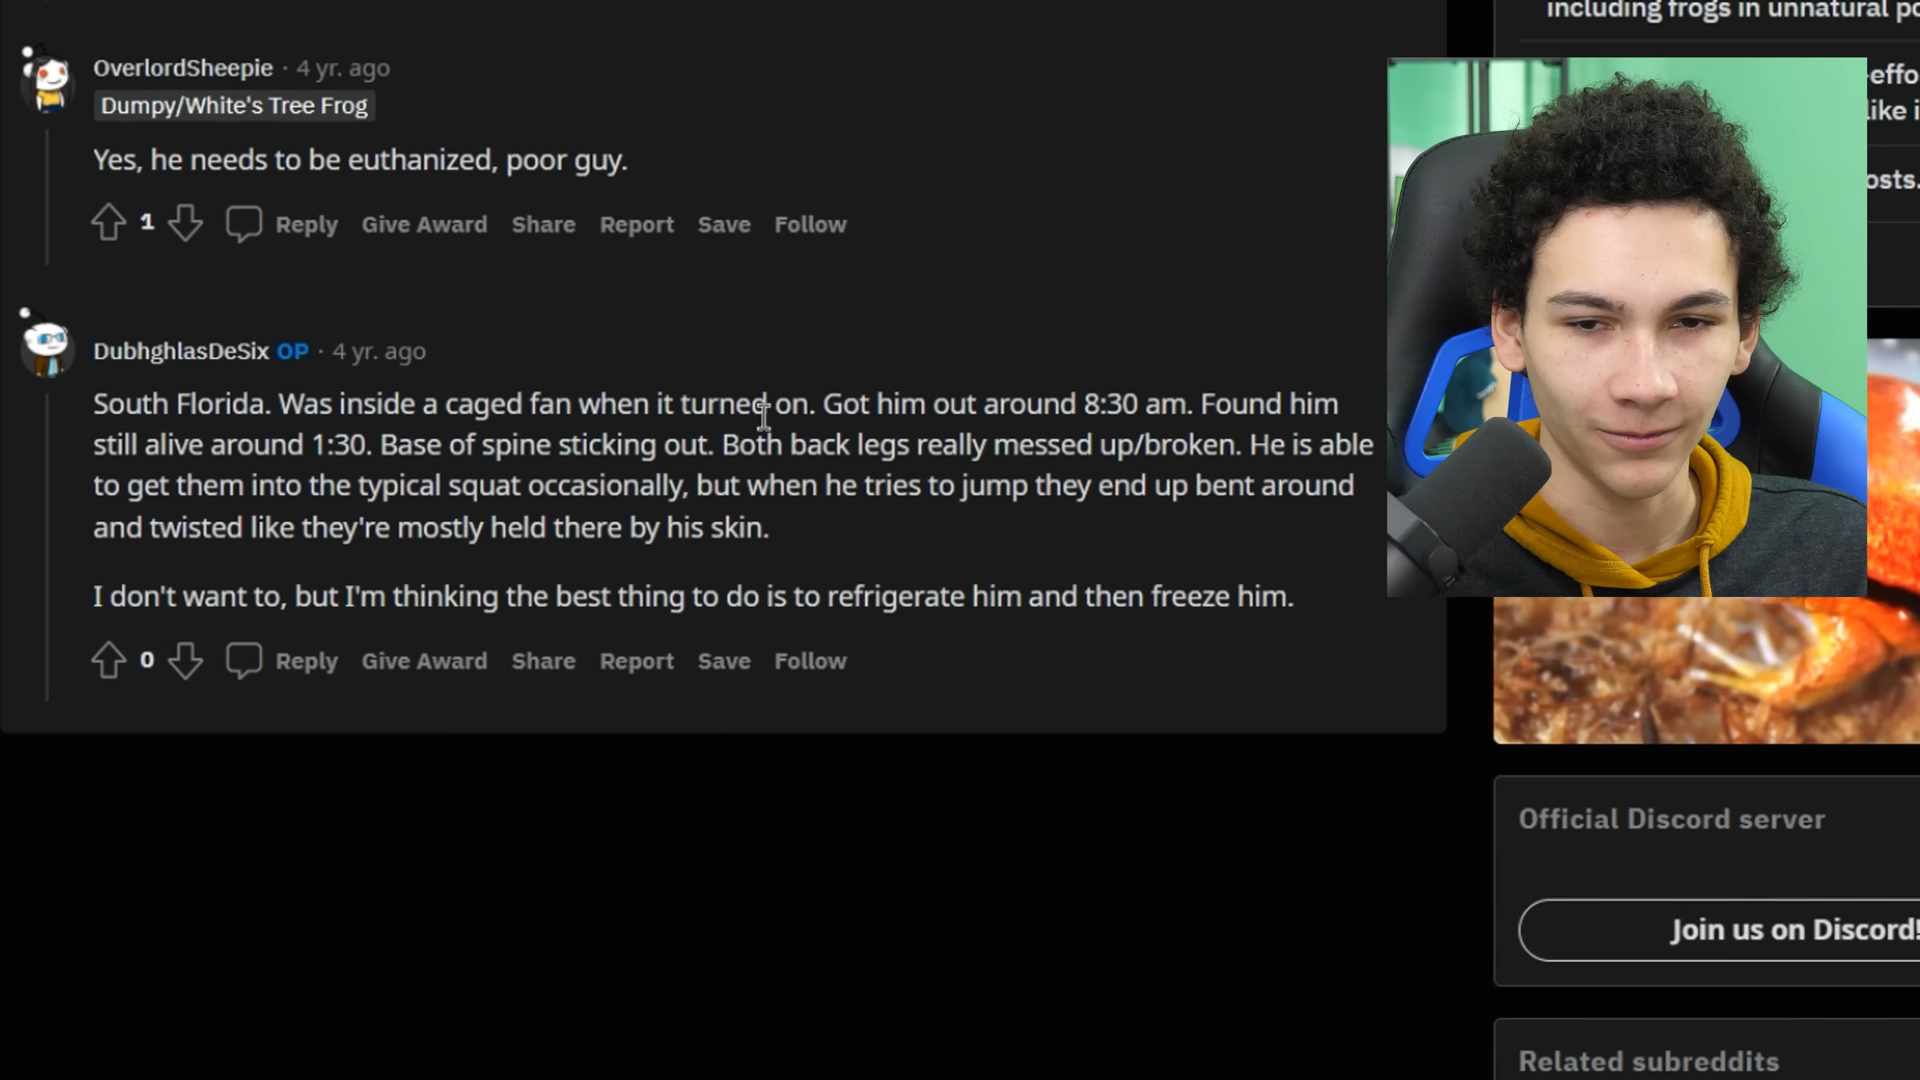 including frogs in unnatural
OverlordSheepie · 4 yr. ago
Dumpy/White's Tree Frog
Yes, he needs to be euthanized, poor guy.
1 Reply Give Award Share Report Save Follow
DubhghlasDeSix OP · 4 yr. ago
South Florida. Was inside a caged fan when it turned on. Got him out around 8:30 am. Found him
still alive around 1:30. Base of spine sticking out. Both back legs really messed up/broken. He is able
to get them into the typical squat occasionally, but when he tries to jump they end up bent around
and twisted like they're mostly held there by his skin.
I don't want to, but I'm thinking the best thing to do is to refrigerate him and then freeze him.
0 Reply Give Award Share Report Save Follow
like
Official Discord server
Join us on Discord!
Related subreddits